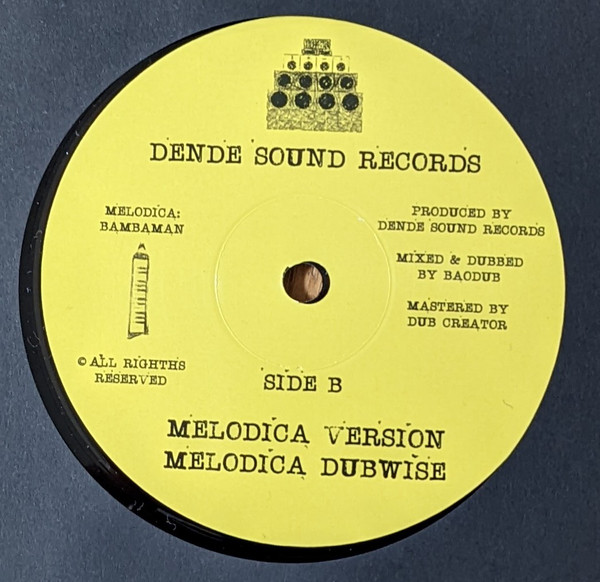 DENDE SOUND RECORDS
MELODICA:
BAMBAMAN
PRODUCED BY
DENDE SOUND RECORDS
MIXED & DUBBED
BY BAODUB
MASTERED BY
DUB CREATOR
© ALL RIGHTHS
RESERVED
SIDE B
MELODICA VERSION
MELODICA DUBWISE